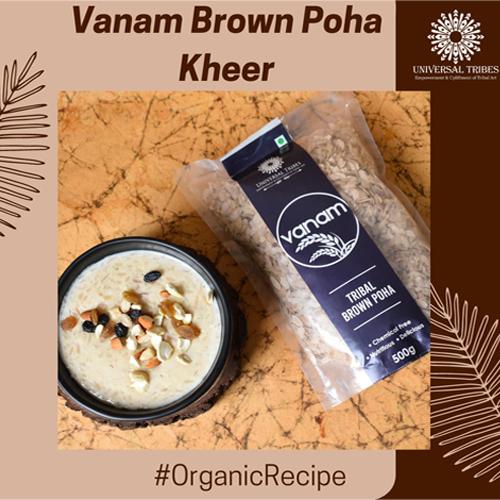 Vanam Brown Poha
Kheer
UNIVERSAL TRIBES
Empowerment & Upliftment of Tribal Art
UNIVERSAL TRIBES
vanam
TRIBAL
BROWN POHA
• Chemical Free
• Nutritious • Delicious
500g
#OrganicRecipe